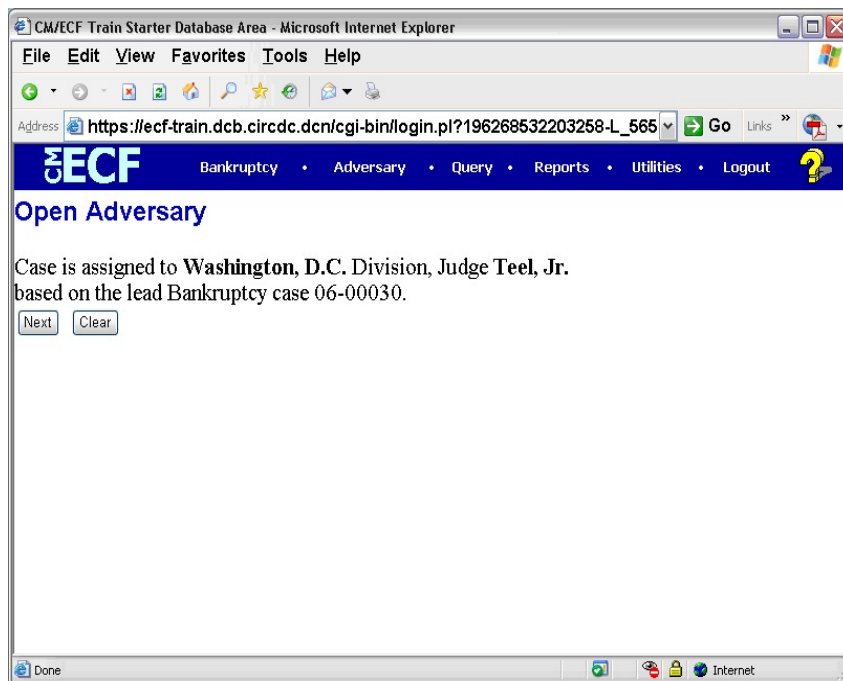 CM/ECF Train Starter Database Area - Microsoft Internet Explorer
File Edit View Favorites Tools Help
Address https://ecf-train.dcb.circdc.dcn/cgi-bin/login.pl?196268532203258-L_565 Go Links »
CM ECF Bankruptcy • Adversary • Query • Reports • Utilities • Logout ?
Open Adversary
Case is assigned to Washington, D.C. Division, Judge Teel, Jr.
based on the lead Bankruptcy case 06-00030.
Next Clear
Done Internet